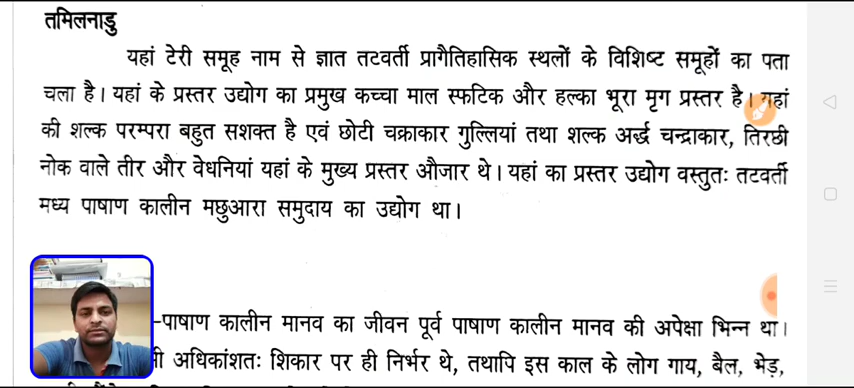 तमिलनाडु
यहां टेरी समूह नाम से ज्ञात तटवर्ती प्रागैतिहासिक स्थलों के विशिष्ट समूहों का पता
चला है। यहां के प्रस्तर उद्योग का प्रमुख कच्चा माल स्फटिक और हल्का भूरा मृग प्रस्तर है। यहां
की शल्क परम्परा बहुत सशक्त है एवं छोटी चक्राकार गुल्लियां तथा शल्क अर्द्ध चन्द्राकार, तिरछी
नोक वाले तीर और वेधनियां यहां के मुख्य प्रस्तर औजार थे। यहां का प्रस्तर उद्योग वस्तुतः तटवर्ती
मध्य पाषाण कालीन मछुआरा समुदाय का उद्योग था।
-पाषाण कालीन मानव का जीवन पूर्व पाषाण कालीन मानव की अपेक्षा भिन्न था।
अधिकांशतः शिकार पर ही निर्भर थे, तथापि इस काल के लोग गाय, बैल, भेड़,